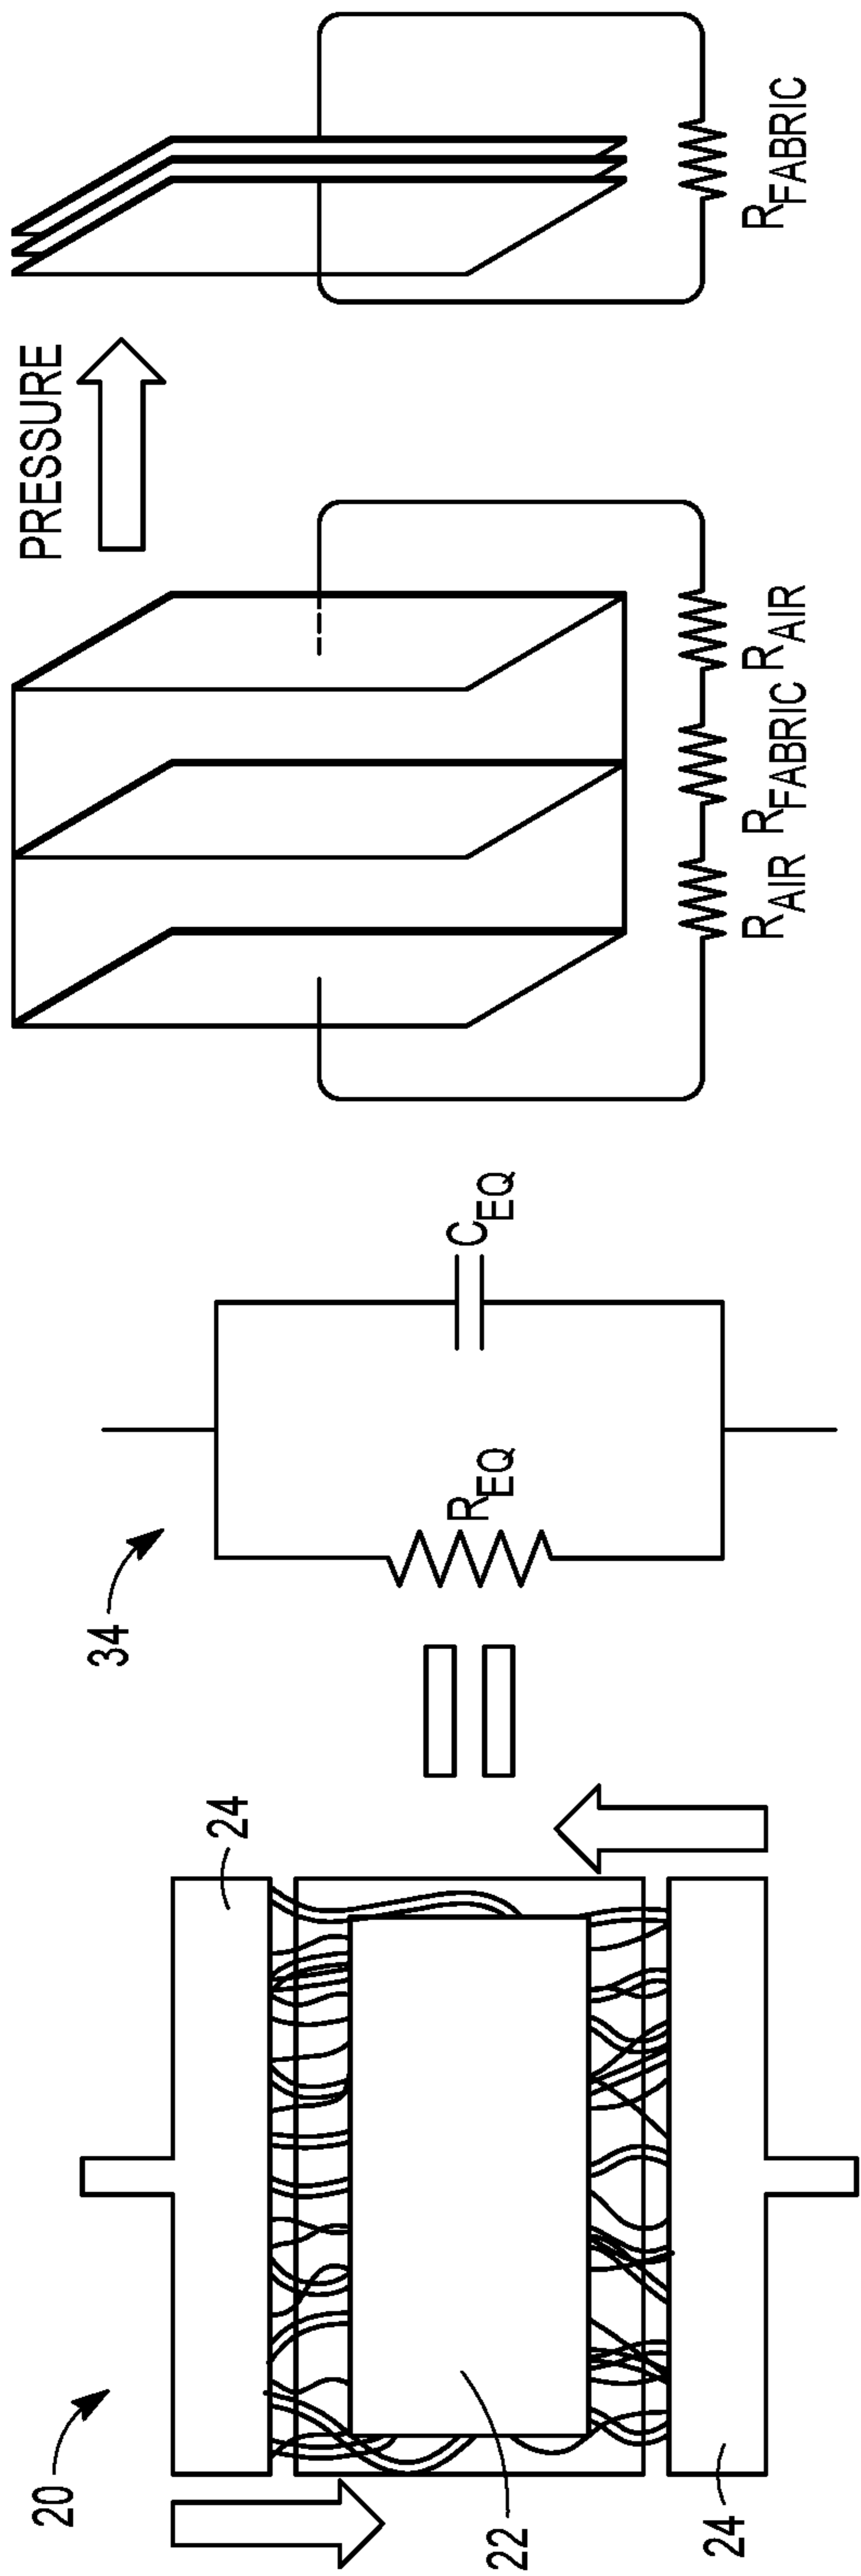 20
24
22
24
34
R_EQ
C_EQ
PRESSURE
R_AIR R_FABRIC R_AIR
R_FABRIC